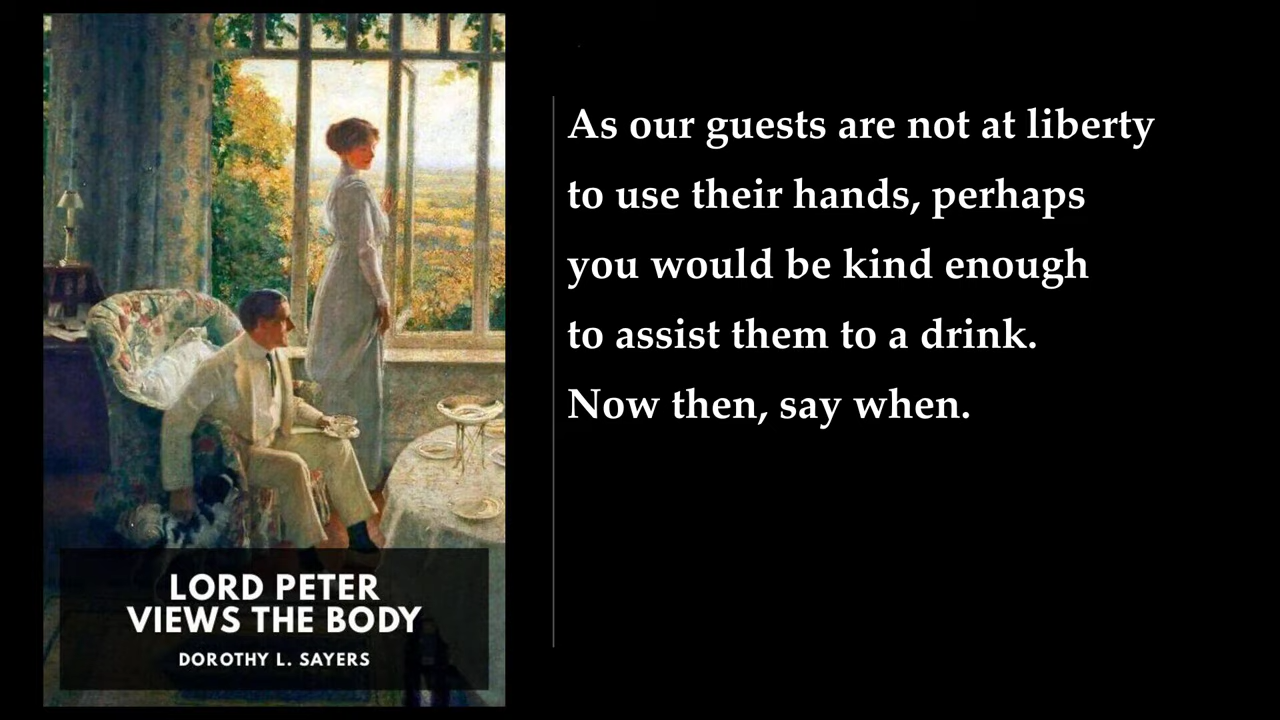 LORD PETER
VIEWS THE BODY
DOROTHY L. SAYERS
As our guests are not at liberty
to use their hands, perhaps
you would be kind enough
to assist them to a drink.
Now then, say when.